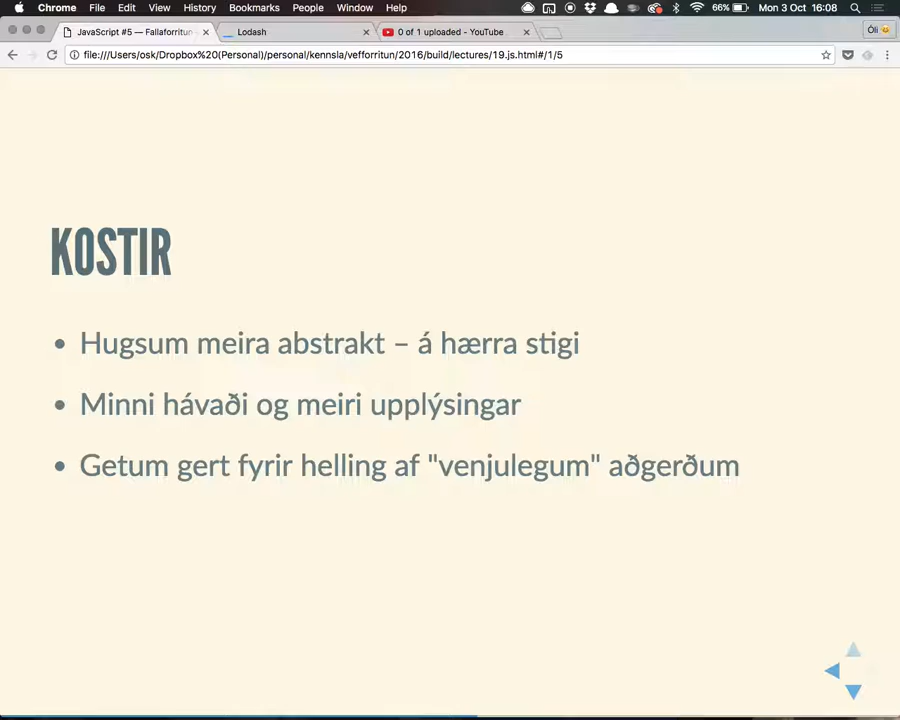 Chrome File Edit View History Bookmarks People Window Help 66% Mon 3 Oct 16:08
JavaScript #5 — Fallaforritun Lodash 0 of 1 uploaded - YouTube Óli
file:///Users/osk/Dropbox%20(Personal)/personal/kennsla/vefforritun/2016/build/lectures/19.js.html#/1/5
KOSTIR
• Hugsum meira abstrakt – á hærra stigi
• Minni hávaði og meiri upplýsingar
• Getum gert fyrir helling af "venjulegum" aðgerðum